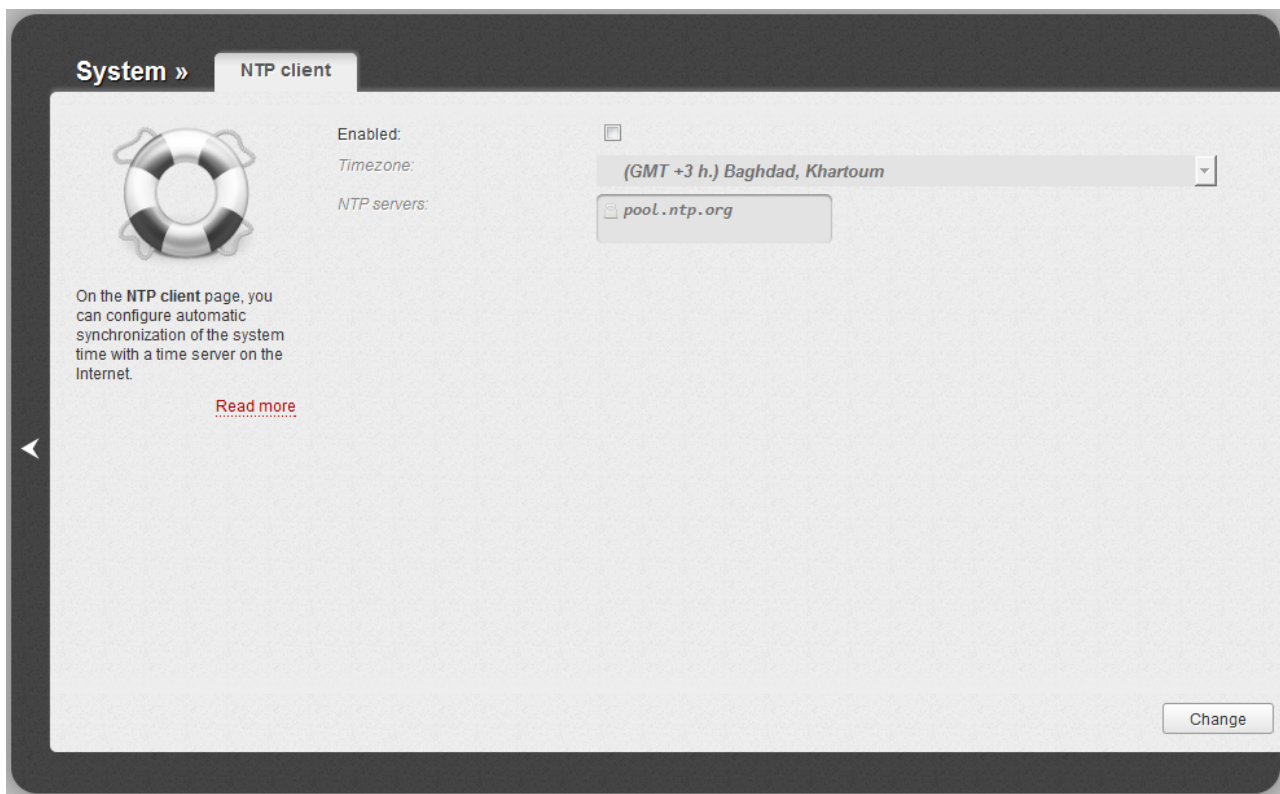 System »
NTP client
Enabled:
Timezone:
(GMT +3 h.) Baghdad, Khartoum
NTP servers:
pool.ntp.org
On the NTP client page, you
can configure automatic
synchronization of the system
time with a time server on the
Internet.
Read more
Change